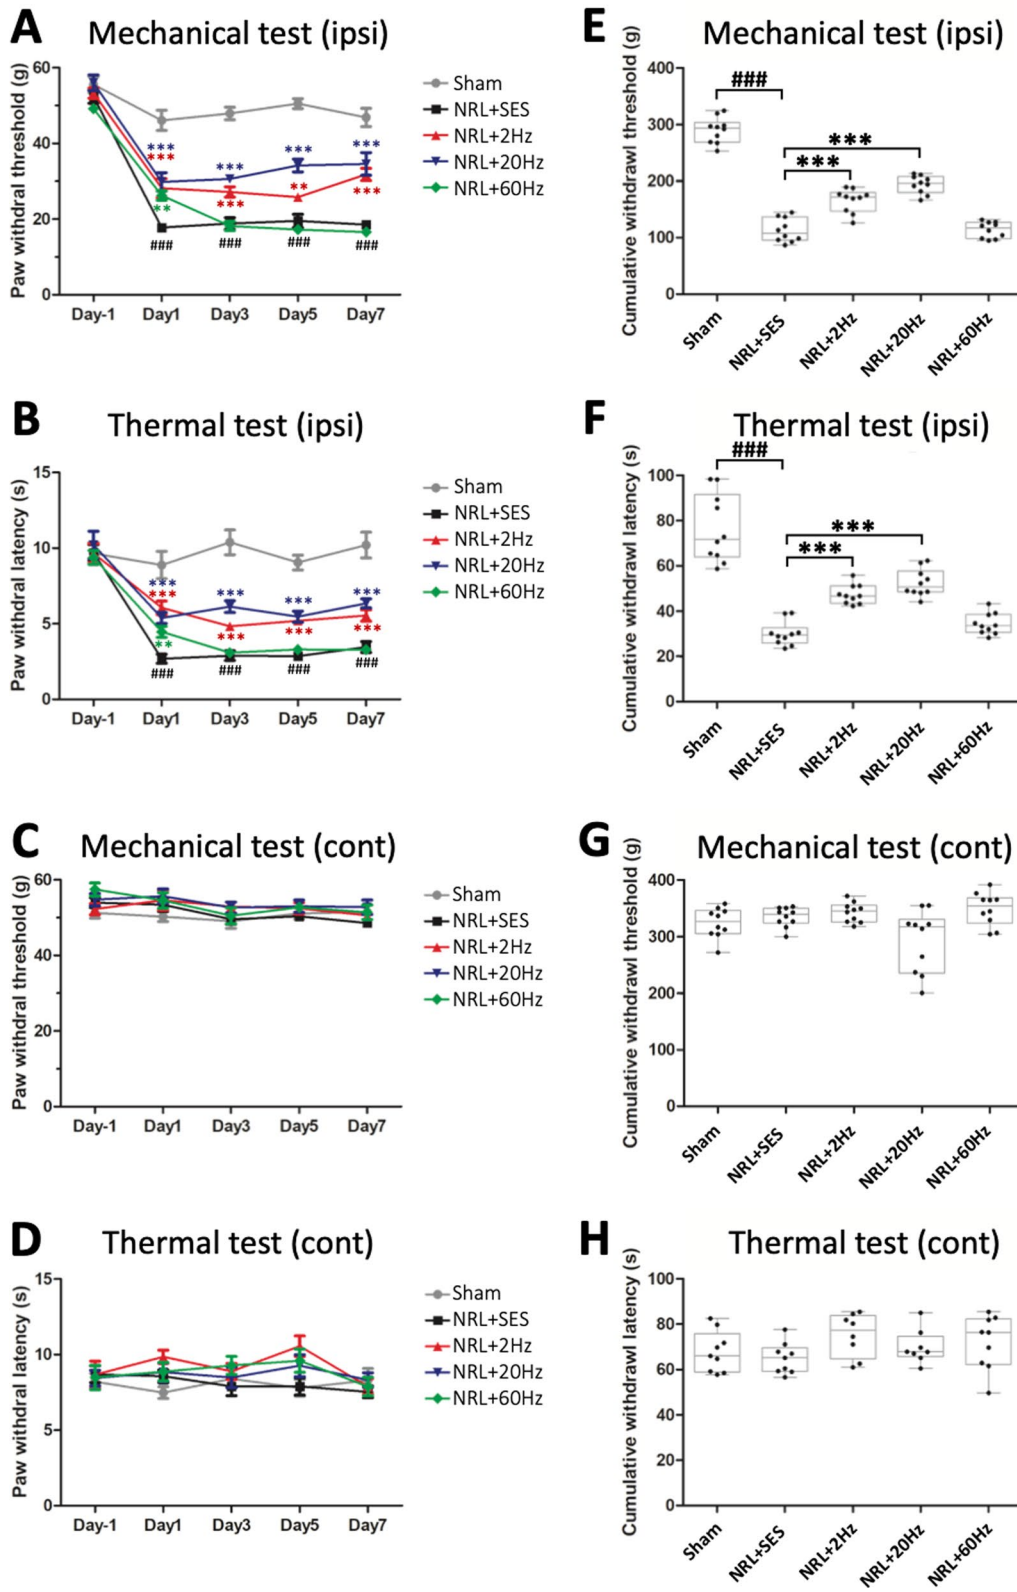 A
Mechanical test (ipsi)
Paw withdrawal threshold (g)
60
40
20
0
Day-1
Day1
Day3
Day5
Day7
***
***
**
###
***
***
###
***
**
###
***
***
###
Sham
NRL+SES
NRL+2Hz
NRL+20Hz
NRL+60Hz
E
Mechanical test (ipsi)
Cumulative withdrawl threshold (g)
400
300
200
100
0
###
***
***
Sham
NRL+SES
NRL+2Hz
NRL+20Hz
NRL+60Hz
B
Thermal test (ipsi)
Paw withdrawal latency (s)
15
10
5
0
Day-1
Day1
Day3
Day5
Day7
***
***
**
###
***
***
###
***
***
###
***
***
###
Sham
NRL+SES
NRL+2Hz
NRL+20Hz
NRL+60Hz
F
Thermal test (ipsi)
Cumulative withdrawl latency (s)
100
80
60
40
20
0
###
***
***
Sham
NRL+SES
NRL+2Hz
NRL+20Hz
NRL+60Hz
C
Mechanical test (cont)
Paw withdral threshold (g)
60
40
20
0
Day-1
Day1
Day3
Day5
Day7
Sham
NRL+SES
NRL+2Hz
NRL+20Hz
NRL+60Hz
G
Mechanical test (cont)
Cumulative withdrawl threshold (g)
400
300
200
100
0
Sham
NRL+SES
NRL+2Hz
NRL+20Hz
NRL+60Hz
D
Thermal test (cont)
Paw withdrawal latency (s)
15
10
5
0
Day-1
Day1
Day3
Day5
Day7
Sham
NRL+SES
NRL+2Hz
NRL+20Hz
NRL+60Hz
H
Thermal test (cont)
Cumulative withdrawl latency (s)
100
80
60
40
20
0
Sham
NRL+SES
NRL+2Hz
NRL+20Hz
NRL+60Hz